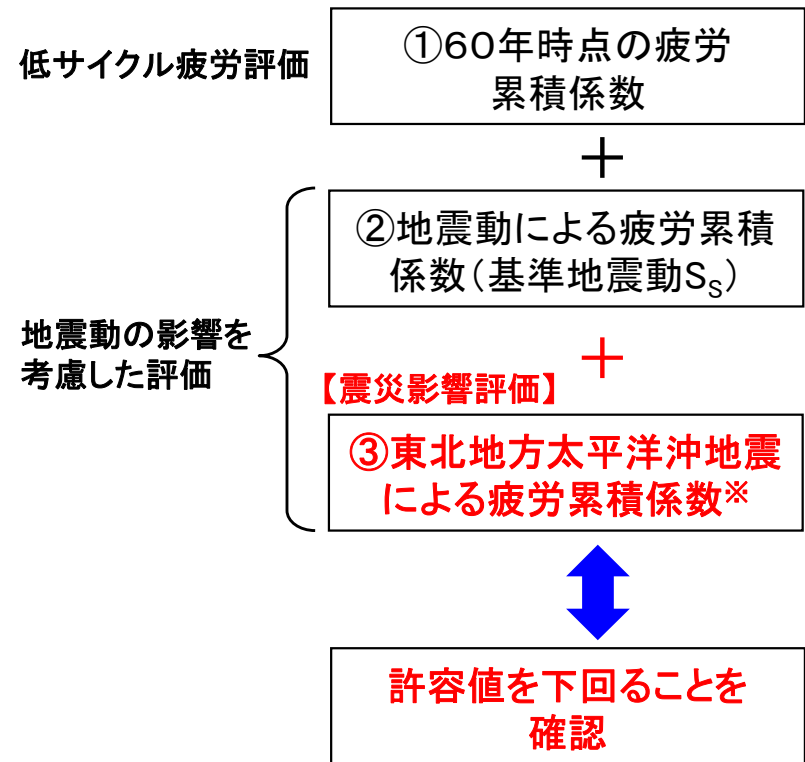 低サイクル疲労評価
①60年時点の疲労
累積係数
＋
②地震動による疲労累積
係数（基準地震動SS）
地震動の影響を
考慮した評価
＋
【震災影響評価】
③東北地方太平洋沖地震
による疲労累積係数※
許容値を下回ることを
確認